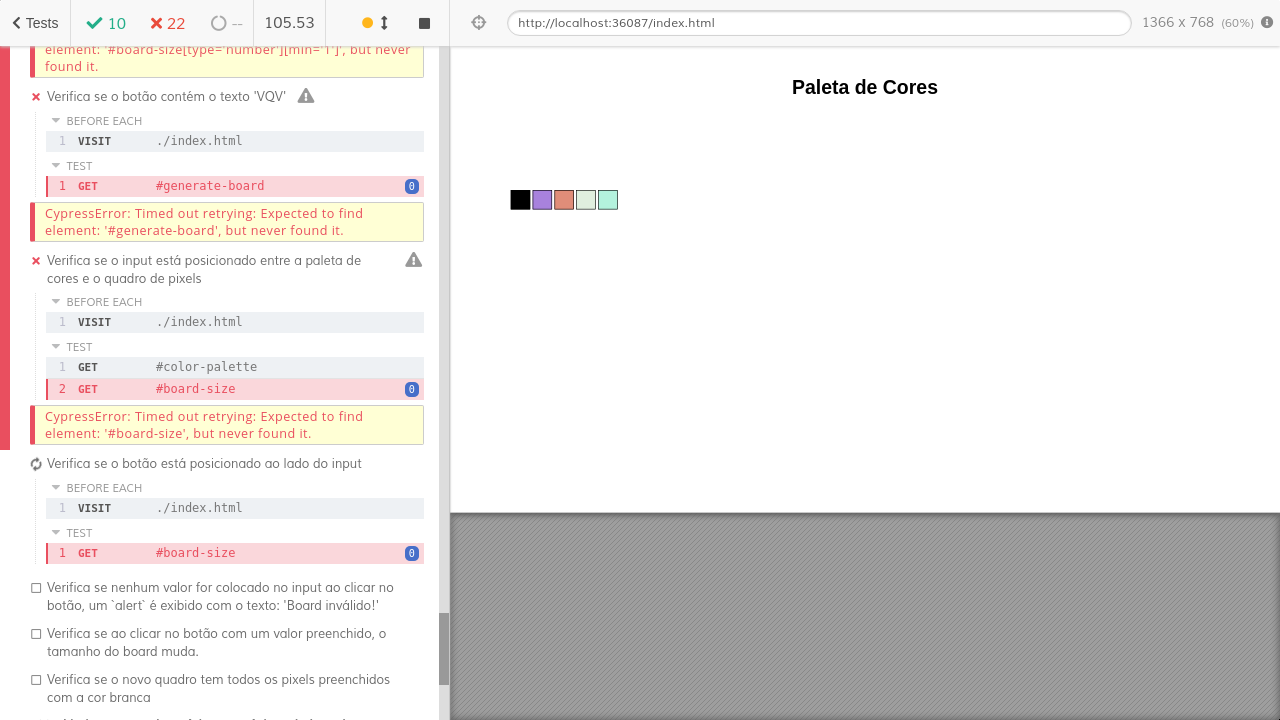 Tests
10
22
--
105.53
http://localhost:36087/index.html
1366 x 768 (60%)
element: '#board-size[type='number'][min='1']', but never
found it.
Verifica se o botão contém o texto 'VQV'
BEFORE EACH
1 VISIT ./index.html
TEST
1 GET #generate-board 0
CypressError: Timed out retrying: Expected to find
element: '#generate-board', but never found it.
Verifica se o input está posicionado entre a paleta de
cores e o quadro de pixels
BEFORE EACH
1 VISIT ./index.html
TEST
1 GET #color-palette
2 GET #board-size 0
CypressError: Timed out retrying: Expected to find
element: '#board-size', but never found it.
Verifica se o botão está posicionado ao lado do input
BEFORE EACH
1 VISIT ./index.html
TEST
1 GET #board-size 0
Verifica se nenhum valor for colocado no input ao clicar no
botão, um `alert` é exibido com o texto: 'Board inválido!'
Verifica se ao clicar no botão com um valor preenchido, o
tamanho do board muda.
Verifica se o novo quadro tem todos os pixels preenchidos
com a cor branca
Paleta de Cores